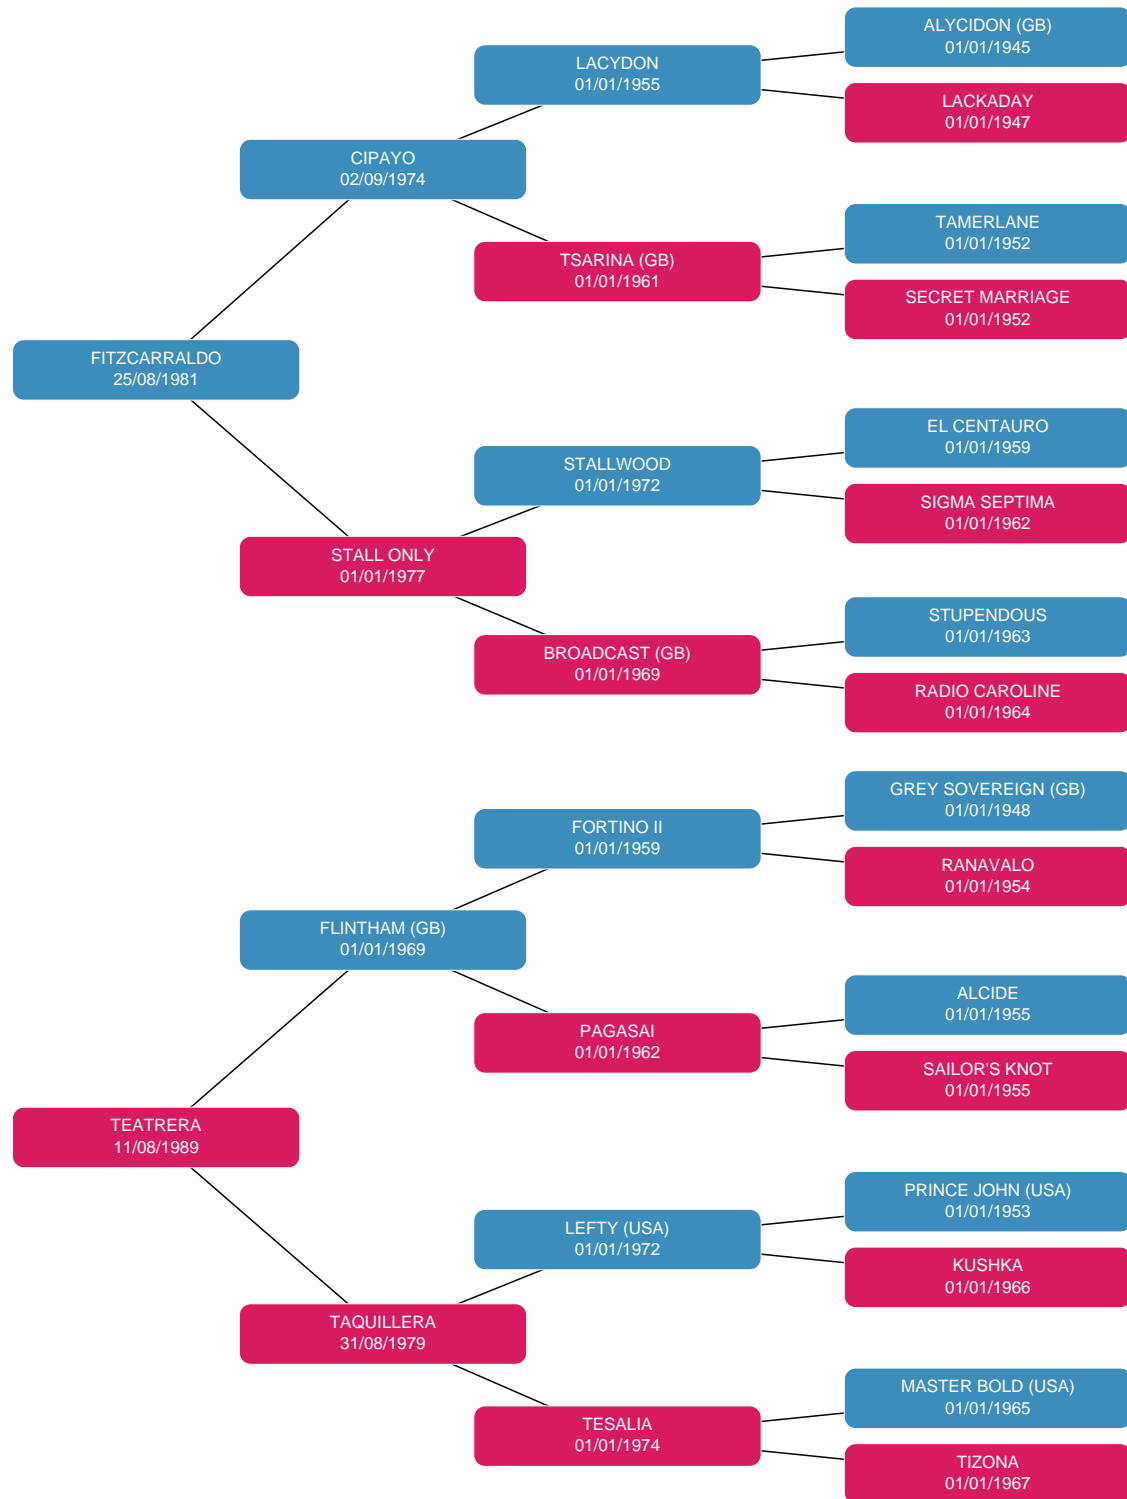 ALYCIDON (GB)
01/01/1945
LACYDON
01/01/1955
LACKADAY
01/01/1947
CIPAYO
02/09/1974
TAMERLANE
01/01/1952
TSARINA (GB)
01/01/1961
SECRET MARRIAGE
01/01/1952
FITZCARRALDO
25/08/1981
EL CENTAURO
01/01/1959
STALLWOOD
01/01/1972
SIGMA SEPTIMA
01/01/1962
STALL ONLY
01/01/1977
STUPENDOUS
01/01/1963
BROADCAST (GB)
01/01/1969
RADIO CAROLINE
01/01/1964
GREY SOVEREIGN (GB)
01/01/1948
FORTINO II
01/01/1959
RANAVALO
01/01/1954
FLINTHAM (GB)
01/01/1969
ALCIDE
01/01/1955
PAGASAI
01/01/1962
SAILOR'S KNOT
01/01/1955
TEATRERA
11/08/1989
PRINCE JOHN (USA)
01/01/1953
LEFTY (USA)
01/01/1972
KUSHKA
01/01/1966
TAQUILLERA
31/08/1979
MASTER BOLD (USA)
01/01/1965
TESALIA
01/01/1974
TIZONA
01/01/1967